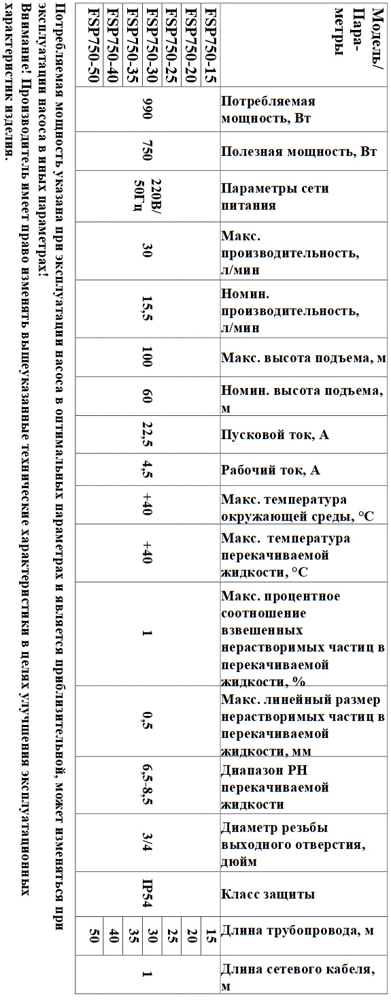 Модель/
Пара-
метры
Потребляемая
мощность, Вт
Полезная мощность, Вт
Параметры сети
питания
Макс.
производительность,
л/мин
Номин.
производительность,
л/мин
Макс. высота подъема, м
Номин. высота подъема,
м
Пусковой ток, А
Рабочий ток, А
Макс. температура
окружающей среды, °C
Макс. температура
перекачиваемой
жидкости, °C
Макс. процентное
соотношение
взвешенных
нерастворимых частиц в
перекачиваемой
жидкости, %
Макс. линейный размер
нерастворимых частиц в
перекачиваемой
жидкости, мм
Диапазон РН
перекачиваемой
жидкости
Диаметр резьбы
выходного отверстия,
дюйм
Класс защиты
Длина трубопровода, м
Длина сетевого кабеля,
м
FSP750-15
FSP750-20
FSP750-25
FSP750-30
FSP750-35
FSP750-40
FSP750-50
990
750
220В/
50Гц
30
15,5
100
60
22,5
4,5
+40
+40
1
0,5
6,5-8,5
3/4
IP54
15
20
25
30
35
40
50
1
Потребляемая мощность указана при эксплуатации насоса в оптимальных параметрах и является приблизительной, может изменяться при
эксплуатации насоса в иных параметрах!
Внимание! Производитель имеет право изменять вышеуказанные технические характеристики в целях улучшения эксплуатационных
характеристик изделия.